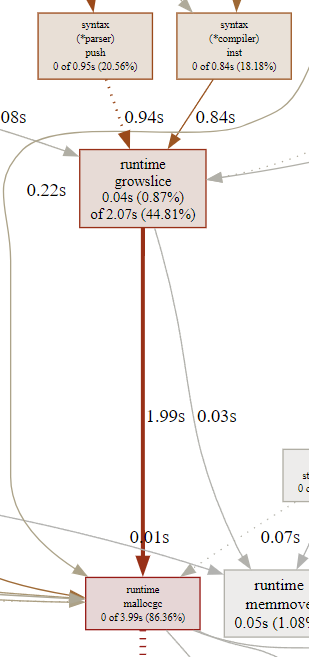 syntax
(*parser)
push
0 of 0.95s (20.56%)
syntax
(*compiler)
inst
0 of 0.84s (18.18%)
08s
0.94s
0.84s
runtime
growslice
0.04s (0.87%)
of 2.07s (44.81%)
0.22s
1.99s
0.03s
st
0 o
0.01s
0.07s
runtime
mallocgc
0 of 3.99s (86.36%)
runtime
memmove
0.05s (1.08%